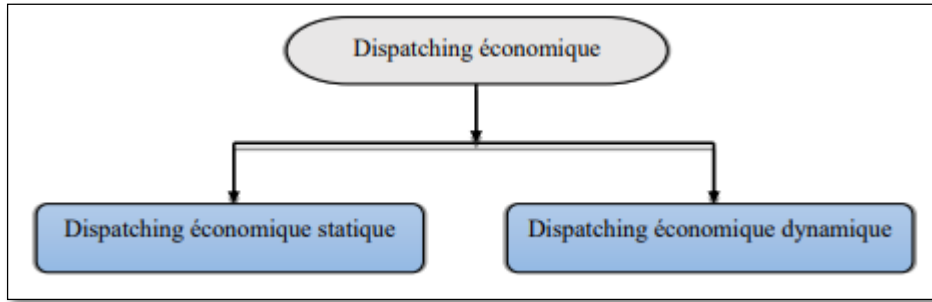 Dispatching économique
Dispatching économique statique
Dispatching économique dynamique